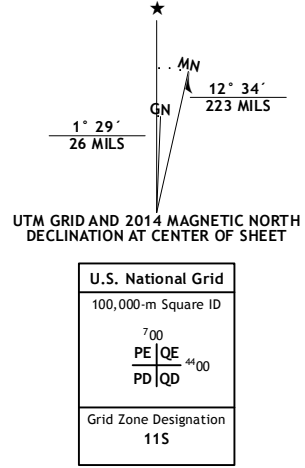 ★
MN
GN
12° 34´
223 MILS
1° 29´
26 MILS
UTM GRID AND 2014 MAGNETIC NORTH
DECLINATION AT CENTER OF SHEET
U.S. National Grid
100,000-m Square ID
⁷00
PE QE
⁴⁴00
PD QD
Grid Zone Designation
11S